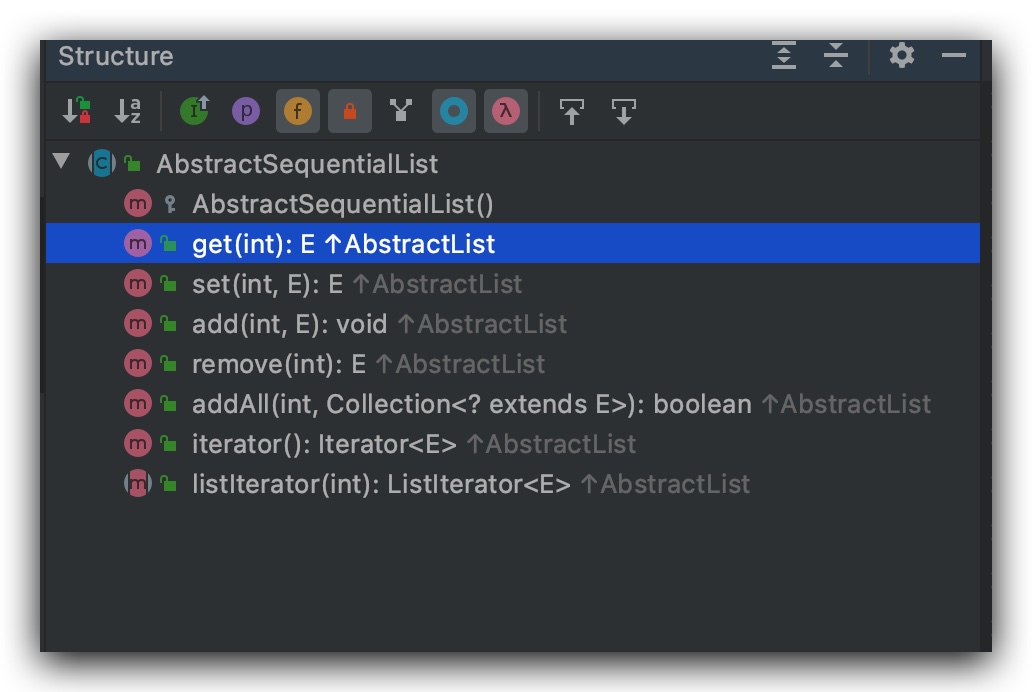 Structure
a z I p f λ
C AbstractSequentialList
m AbstractSequentialList()
m get(int): E ↑AbstractList
m set(int, E): E ↑AbstractList
m add(int, E): void ↑AbstractList
m remove(int): E ↑AbstractList
m addAll(int, Collection<? extends E>): boolean ↑AbstractList
m iterator(): Iterator<E> ↑AbstractList
m listIterator(int): ListIterator<E> ↑AbstractList